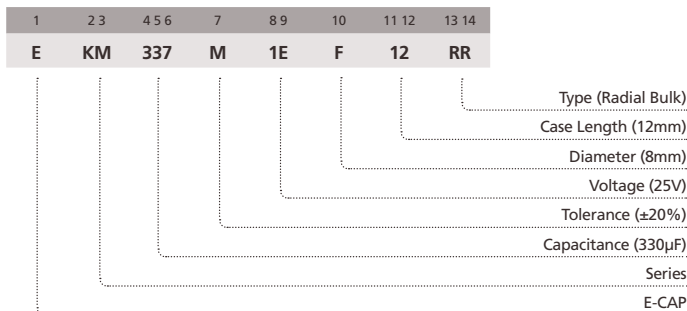 1 2 3 4 5 6 7 8 9 10 11 12 13 14
E KM 337 M 1E F 12 RR
Type (Radial Bulk)
Case Length (12mm)
Diameter (8mm)
Voltage (25V)
Tolerance (±20%)
Capacitance (330µF)
Series
E-CAP